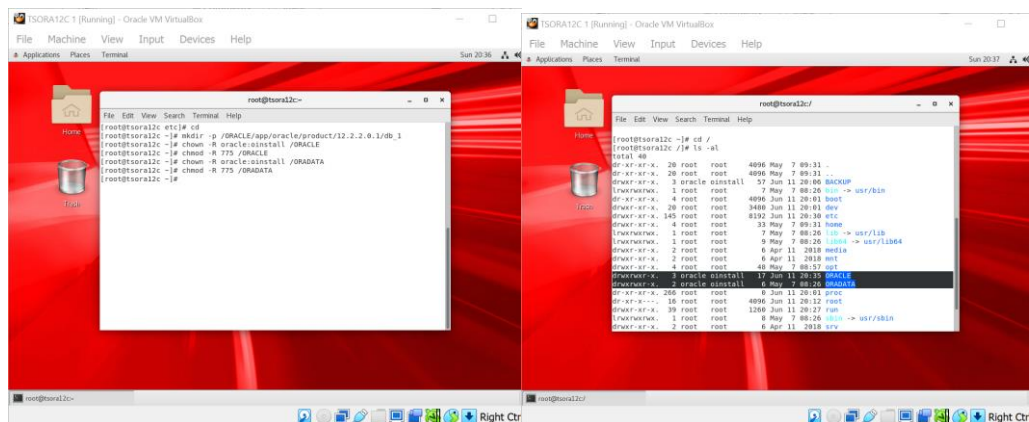 TSORA12C 1 [Running] - Oracle VM VirtualBox
File Machine View Input Devices Help
Applications Places Terminal Sun 20:36
Home
Trash
root@tsora12c:~
File Edit View Search Terminal Help
[root@tsora12c etc]# cd
[root@tsora12c ~]# mkdir -p /ORACLE/app/oracle/product/12.2.2.0.1/db_1
[root@tsora12c ~]# chown -R oracle:oinstall /ORACLE
[root@tsora12c ~]# chmod -R 775 /ORACLE
[root@tsora12c ~]# chown -R oracle:oinstall /ORADATA
[root@tsora12c ~]# chmod -R 775 /ORADATA
[root@tsora12c ~]#
root@tsora12c:~
Right Ctr
TSORA12C 1 [Running] - Oracle VM VirtualBox
File Machine View Input Devices Help
Applications Places Terminal Sun 20:37
Home
Trash
root@tsora12c:/
File Edit View Search Terminal Help
[root@tsora12c ~]# cd /
[root@tsora12c /]# ls -al
total 40
dr-xr-xr-x. 20 root root 4096 May 7 09:31 .
dr-xr-xr-x. 20 root root 4096 May 7 09:31 ..
drwxrwxr-x. 3 oracle oinstall 57 Jun 11 20:06 BACKUP
lrwxrwxrwx. 1 root root 7 May 7 08:26 bin -> usr/bin
dr-xr-xr-x. 4 root root 4096 Jun 11 20:01 boot
drwxr-xr-x. 20 root root 3480 Jun 11 20:01 dev
drwxr-xr-x. 145 root root 8192 Jun 11 20:30 etc
drwxr-xr-x. 4 root root 33 May 7 09:31 home
lrwxrwxrwx. 1 root root 7 May 7 08:26 lib -> usr/lib
lrwxrwxrwx. 1 root root 9 May 7 08:26 lib64 -> usr/lib64
drwxr-xr-x. 2 root root 6 Apr 11 2018 media
drwxr-xr-x. 2 root root 6 Apr 11 2018 mnt
drwxr-xr-x. 4 root root 48 May 7 08:57 opt
drwxrwxr-x. 3 oracle oinstall 17 Jun 11 20:35 ORACLE
drwxrwxr-x. 2 oracle oinstall 6 May 7 08:26 ORADATA
dr-xr-xr-x. 266 root root 0 Jun 11 20:01 proc
dr-xr-x---. 16 root root 4096 Jun 11 20:12 root
drwxr-xr-x. 39 root root 1260 Jun 11 20:27 run
lrwxrwxrwx. 1 root root 8 May 7 08:26 sbin -> usr/sbin
drwxr-xr-x. 2 root root 6 Apr 11 2018 srv
root@tsora12c:/
Right Ctr